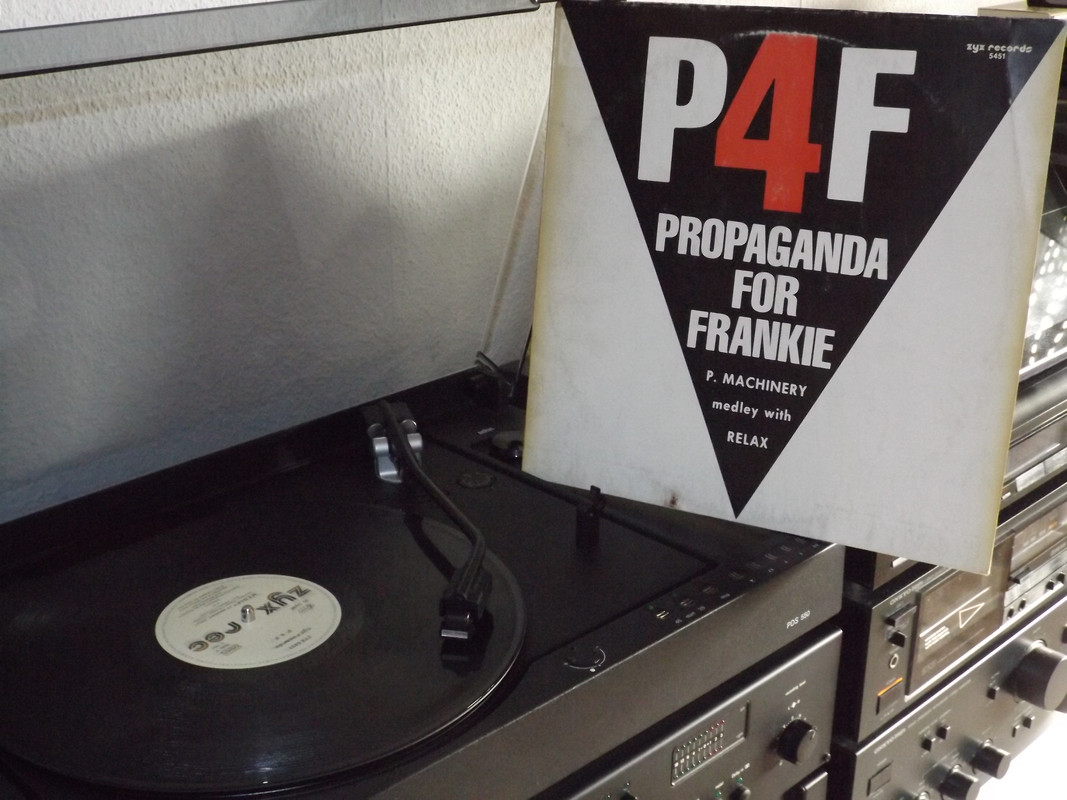 P4F
zyx records
5451
PROPAGANDA
FOR
FRANKIE
P. MACHINERY
medley with
RELAX
zyx/rec
PDS 550